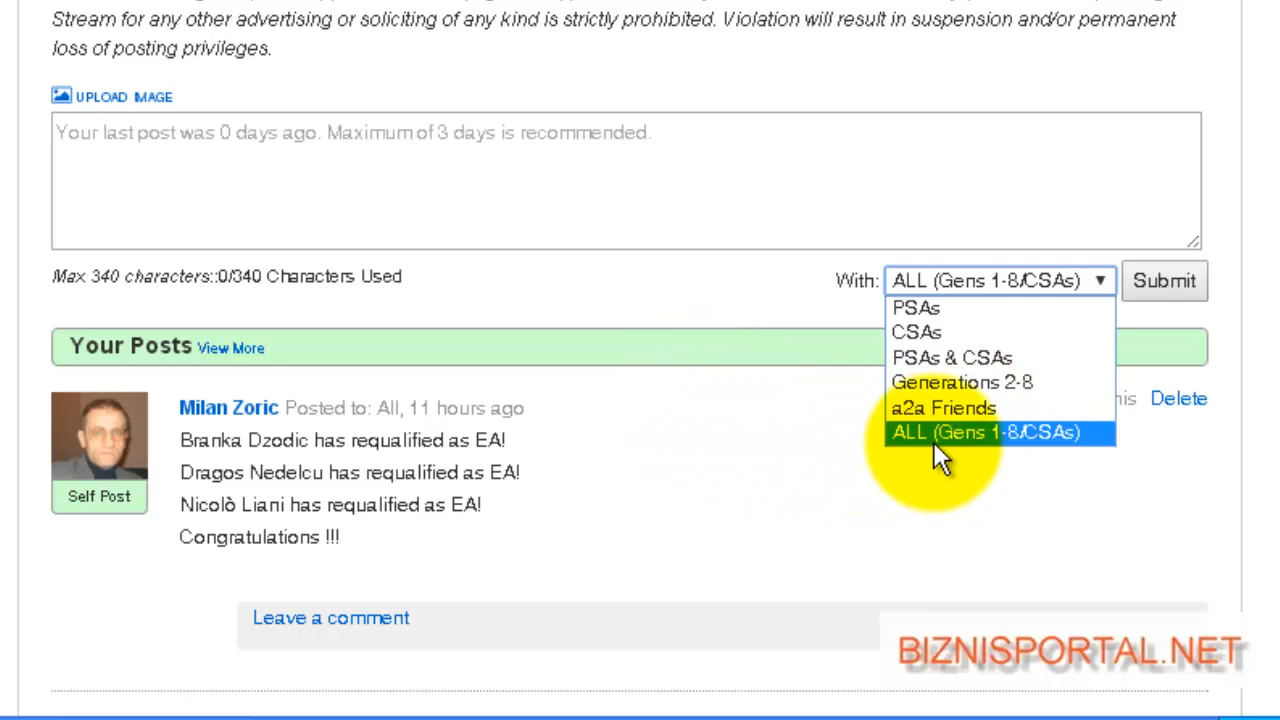 Stream for any other advertising or soliciting of any kind is strictly prohibited. Violation will result in suspension and/or permanent
loss of posting privileges.
UPLOAD IMAGE
Your last post was 0 days ago. Maximum of 3 days is recommended.
Max 340 characters::0/340 Characters Used
With: ALL (Gens 1-8/CSAs) ▼ Submit
PSAs
CSAs
PSAs & CSAs
Generations 2-8
a2a Friends
ALL (Gens 1-8/CSAs)
Your Posts View More
Delete
Milan Zoric Posted to: All, 11 hours ago
Branka Dzodic has requalified as EA!
Dragos Nedelcu has requalified as EA!
Nicolò Liani has requalified as EA!
Congratulations !!!
Self Post
Leave a comment
BIZNISPORTAL.NET